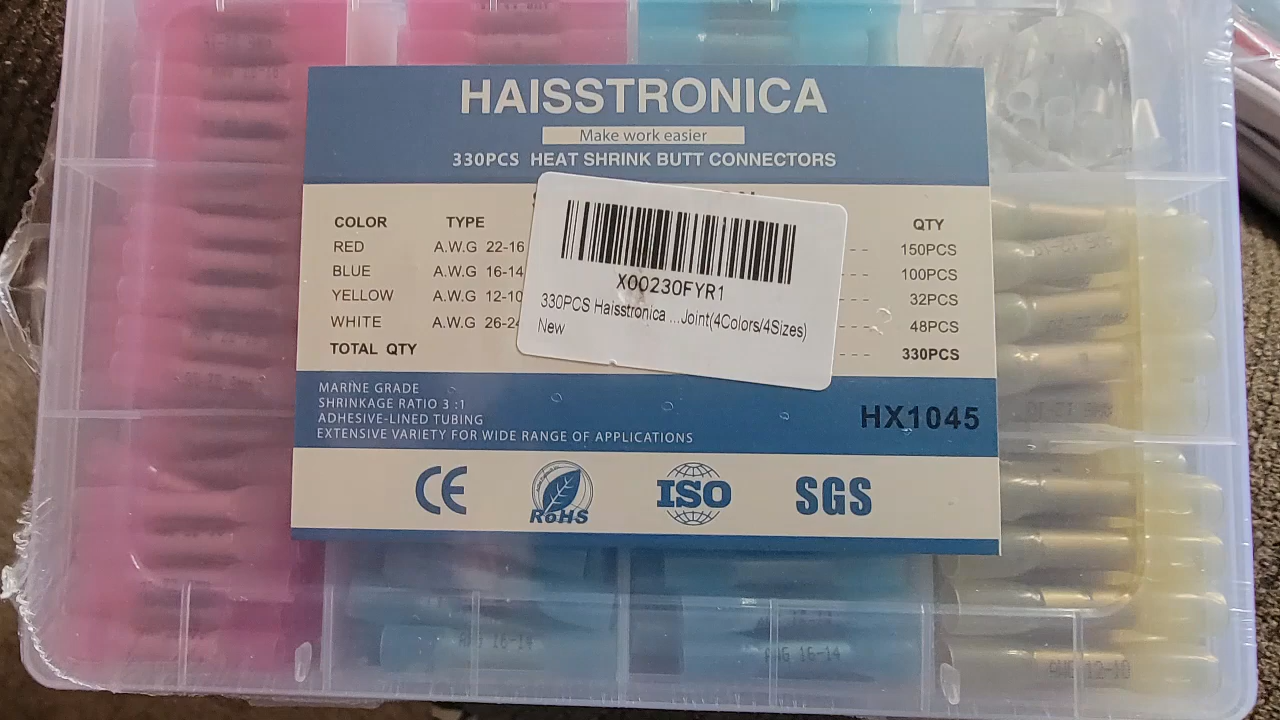 HAISSTRONICA
Make work easier
330PCS HEAT SHRINK BUTT CONNECTORS
COLOR TYPE QTY
RED A.W.G 22-16 -- 150PCS
BLUE A.W.G 16-14 -- 100PCS
YELLOW A.W.G 12-10 32PCS
WHITE A.W.G 26-24 48PCS
TOTAL QTY --- 330PCS
X00230FYR1
330PCS Haisstronica ...Joint(4Colors/4Sizes)
New
MARINE GRADE
SHRINKAGE RATIO 3 :1
ADHESIVE-LINED TUBING
EXTENSIVE VARIETY FOR WIDE RANGE OF APPLICATIONS
HX1045
CE RoHS ISO SGS
AWG 16-14 AWG 16-14 AWG 12-10